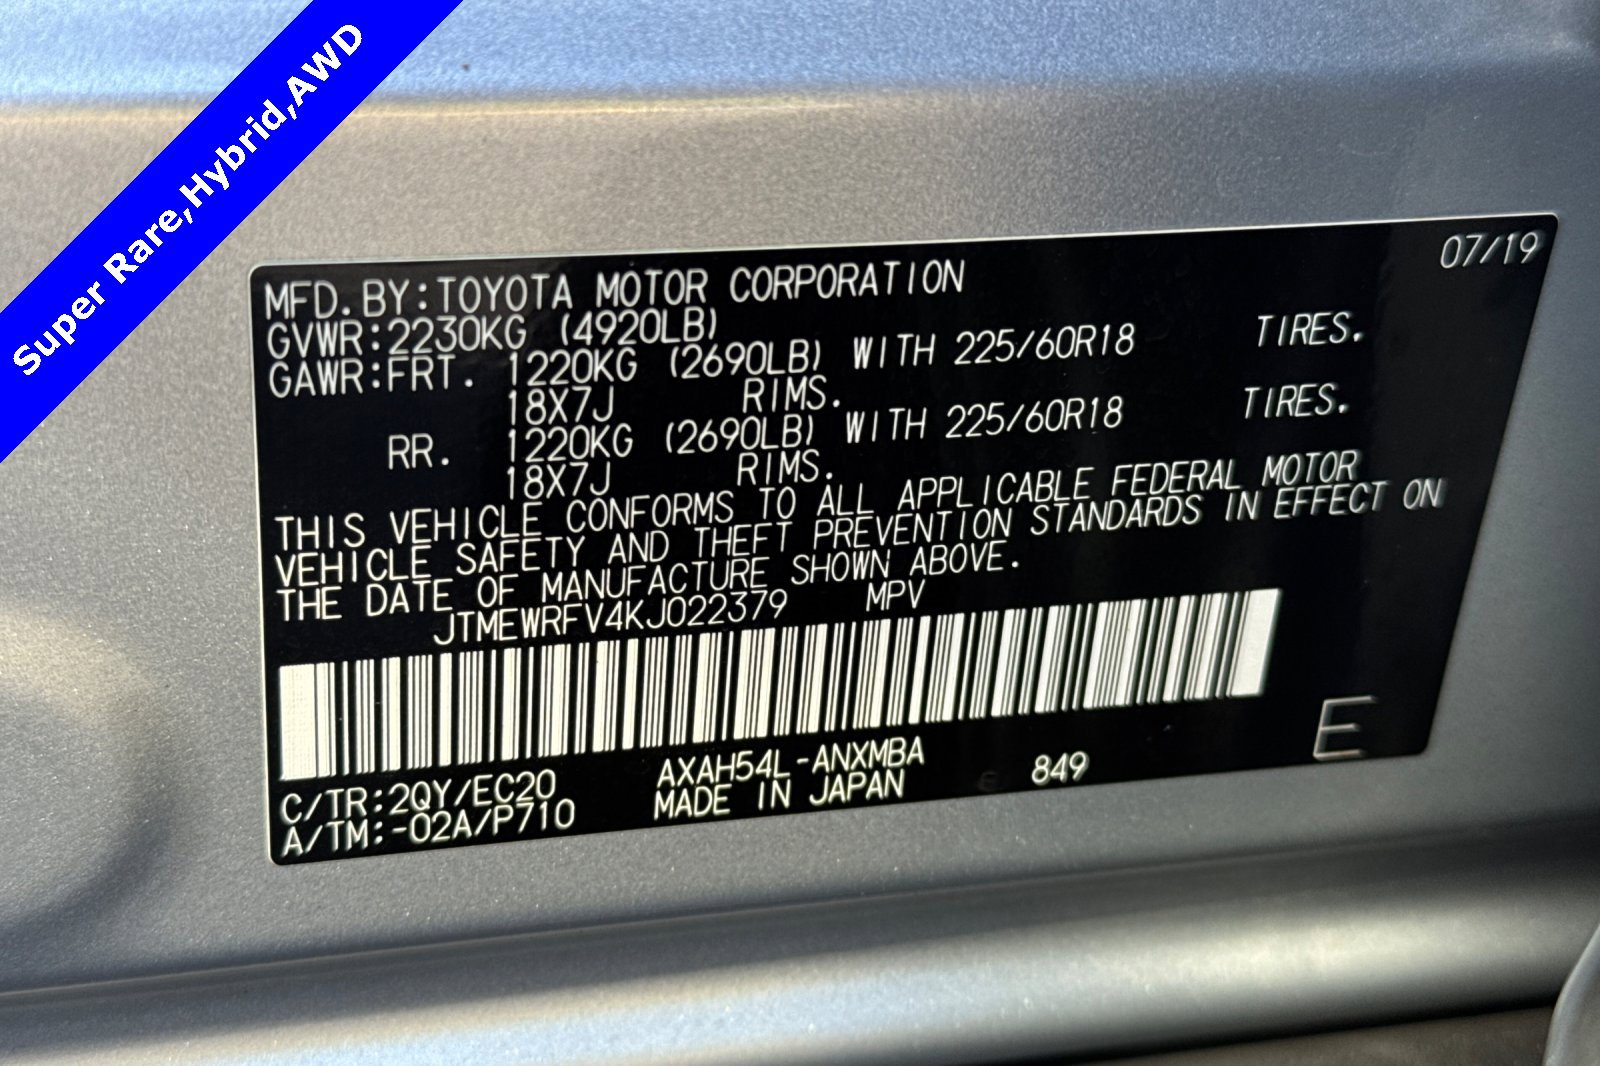 Super Rare,Hybrid,AWD
07/19
MFD.BY:TOYOTA MOTOR CORPORATION
GVWR:2230KG (4920LB)
GAWR:FRT. 1220KG (2690LB) WITH 225/60R18 TIRES.
18X7J RIMS.
RR. 1220KG (2690LB) WITH 225/60R18 TIRES.
18X7J RIMS.
THIS VEHICLE CONFORMS TO ALL APPLICABLE FEDERAL MOTOR
VEHICLE SAFETY AND THEFT PREVENTION STANDARDS IN EFFECT ON
THE DATE OF MANUFACTURE SHOWN ABOVE.
JTMEWRFV4KJ022379 MPV
C/TR:2QY/EC20 AXAH54L-ANXMBA 849
A/TM:-02A/P710 MADE IN JAPAN
E